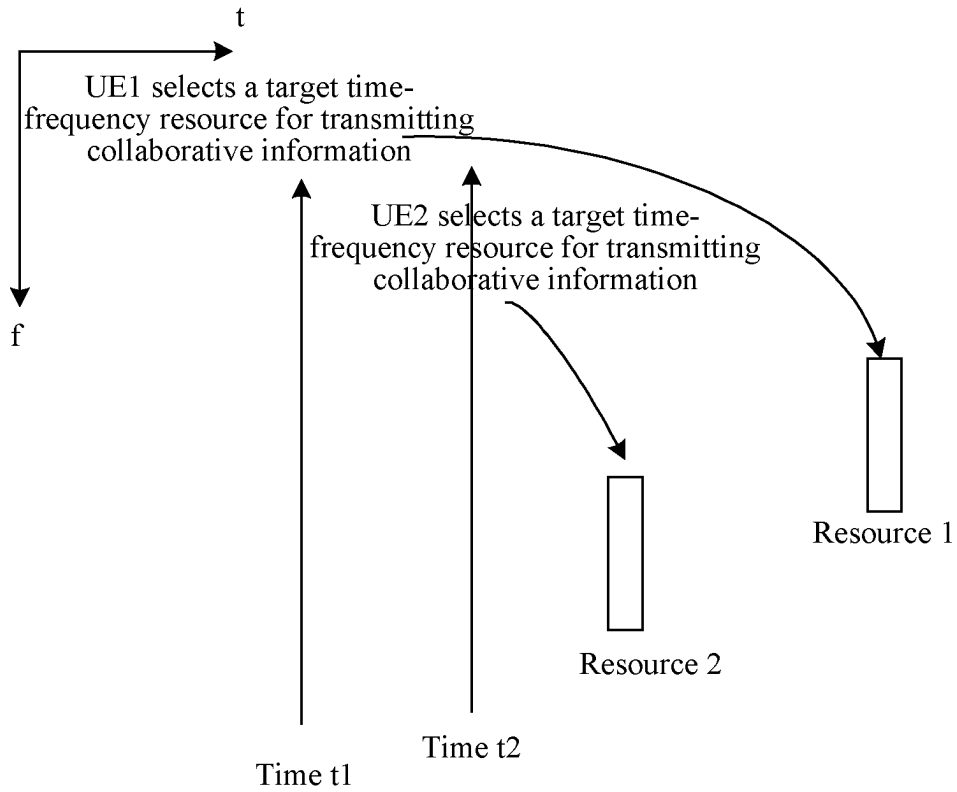 t
UE1 selects a target time-
frequency resource for transmitting
collaborative information
UE2 selects a target time-
frequency resource for transmitting
collaborative information
f
Resource 1
Resource 2
Time t2
Time t1